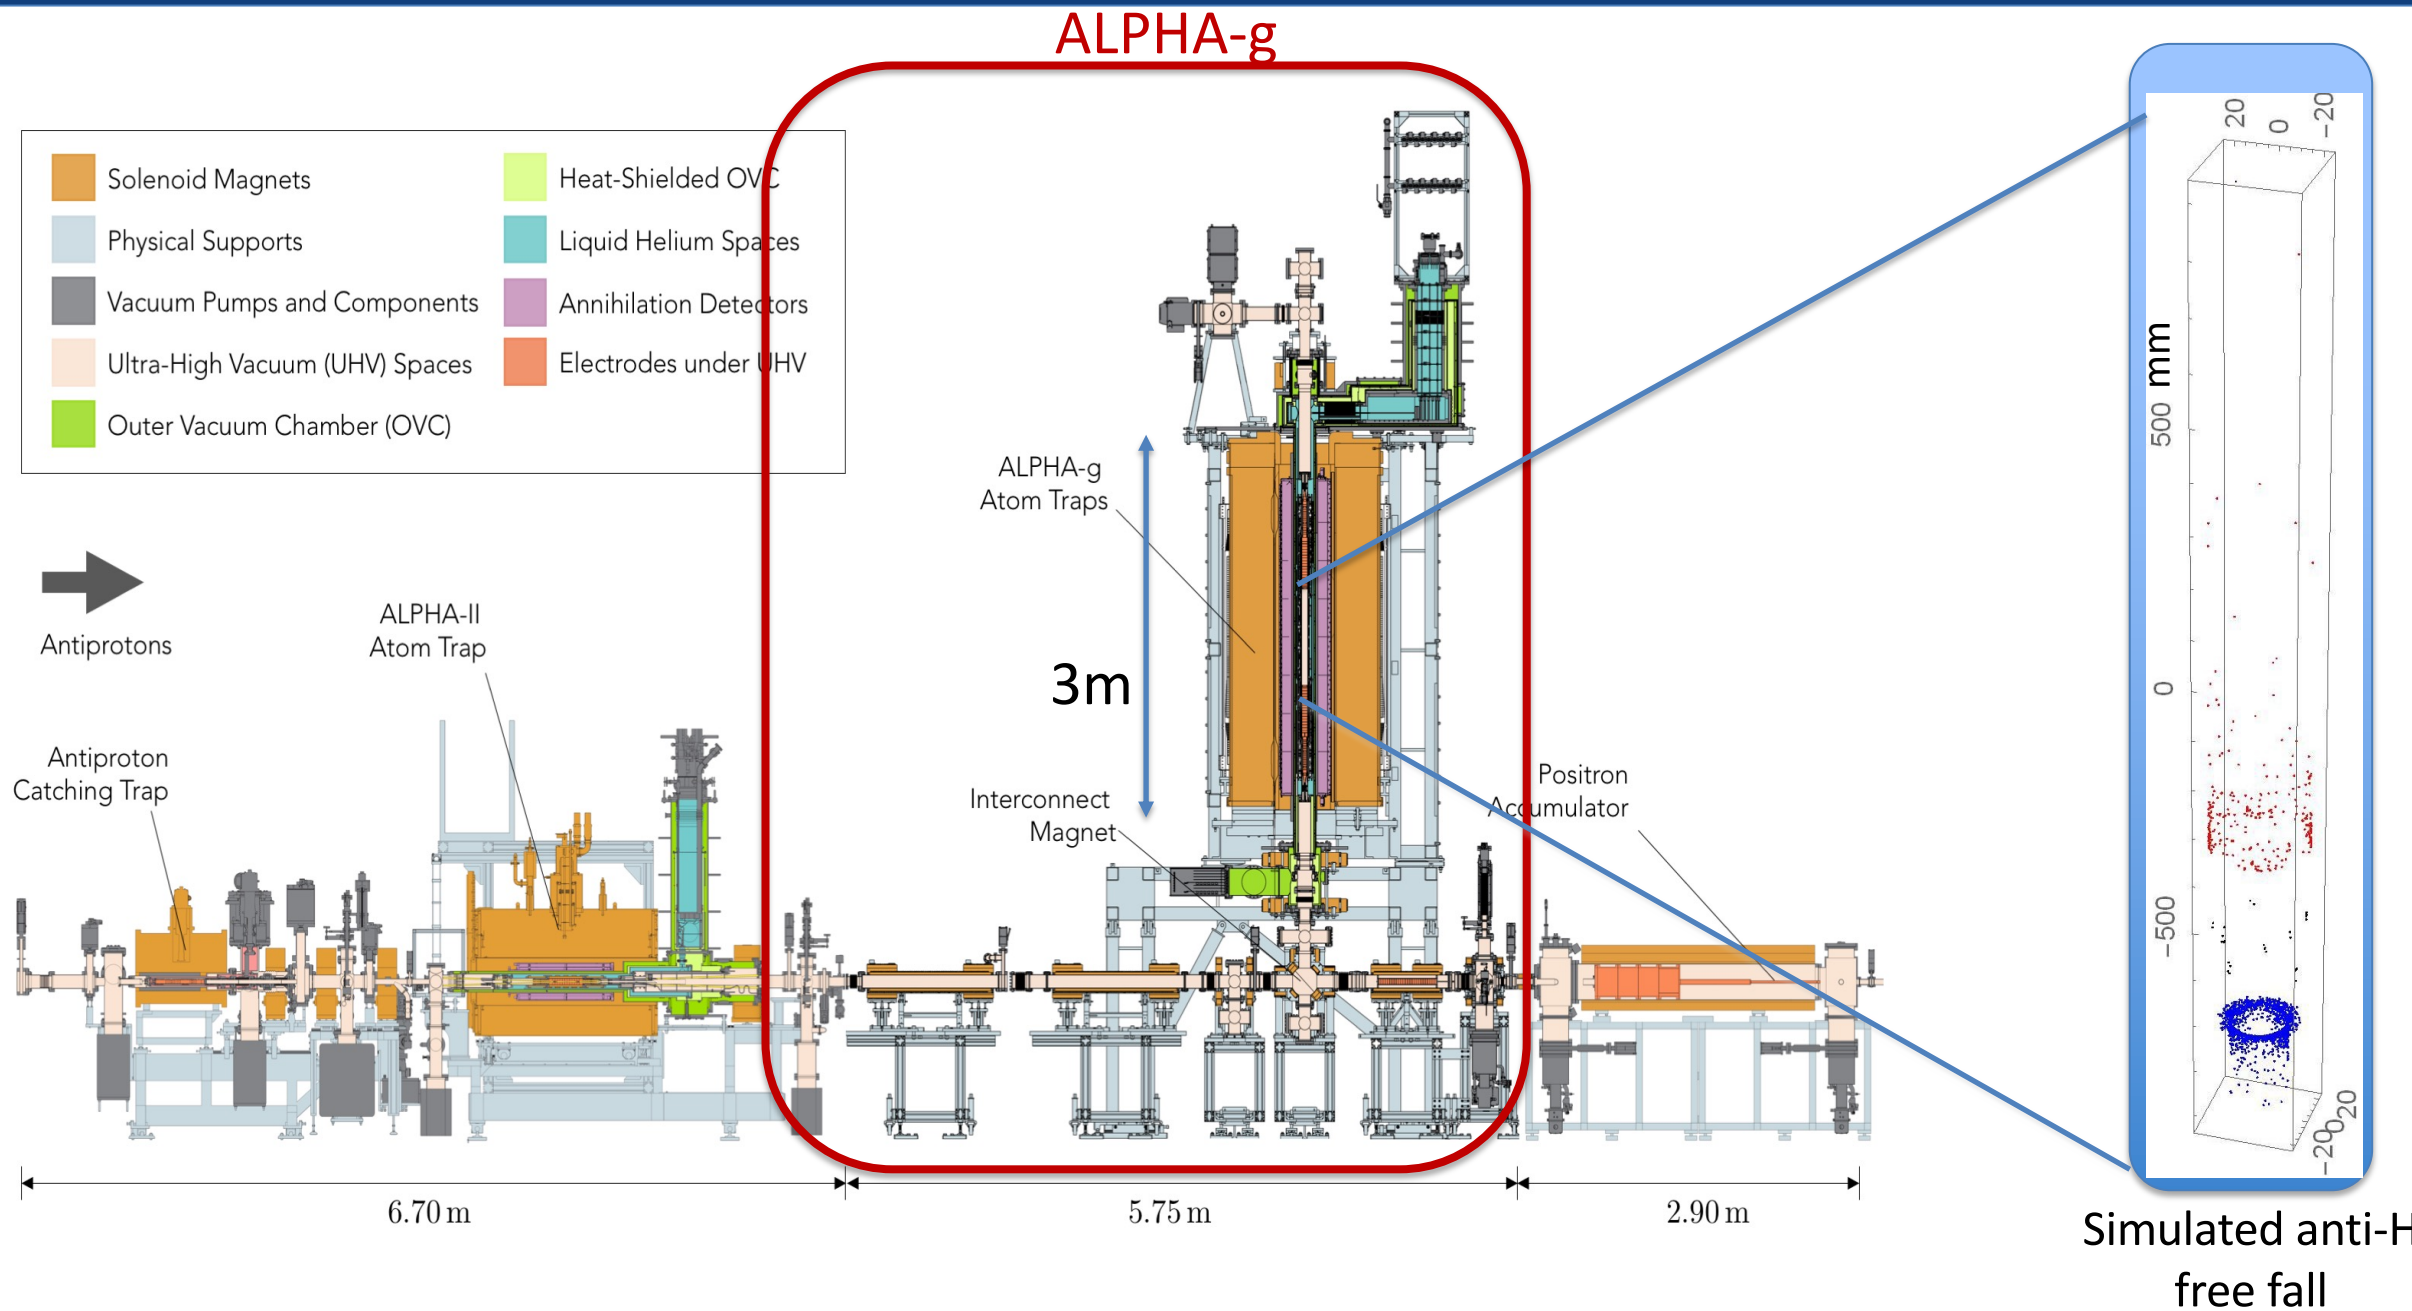 ALPHA-g
Solenoid Magnets
Physical Supports
Vacuum Pumps and Components
Ultra-High Vacuum (UHV) Spaces
Outer Vacuum Chamber (OVC)
Heat-Shielded OVC
Liquid Helium Spaces
Annihilation Detectors
Electrodes under UHV
Antiprotons
Antiproton
Catching Trap
ALPHA-II
Atom Trap
ALPHA-g
Atom Traps
3m
Interconnect
Magnet
Positron
Accumulator
6.70 m
5.75 m
2.90 m
20
0
-20
500 mm
0
-500
-20
0
20
Simulated anti-H
free fall